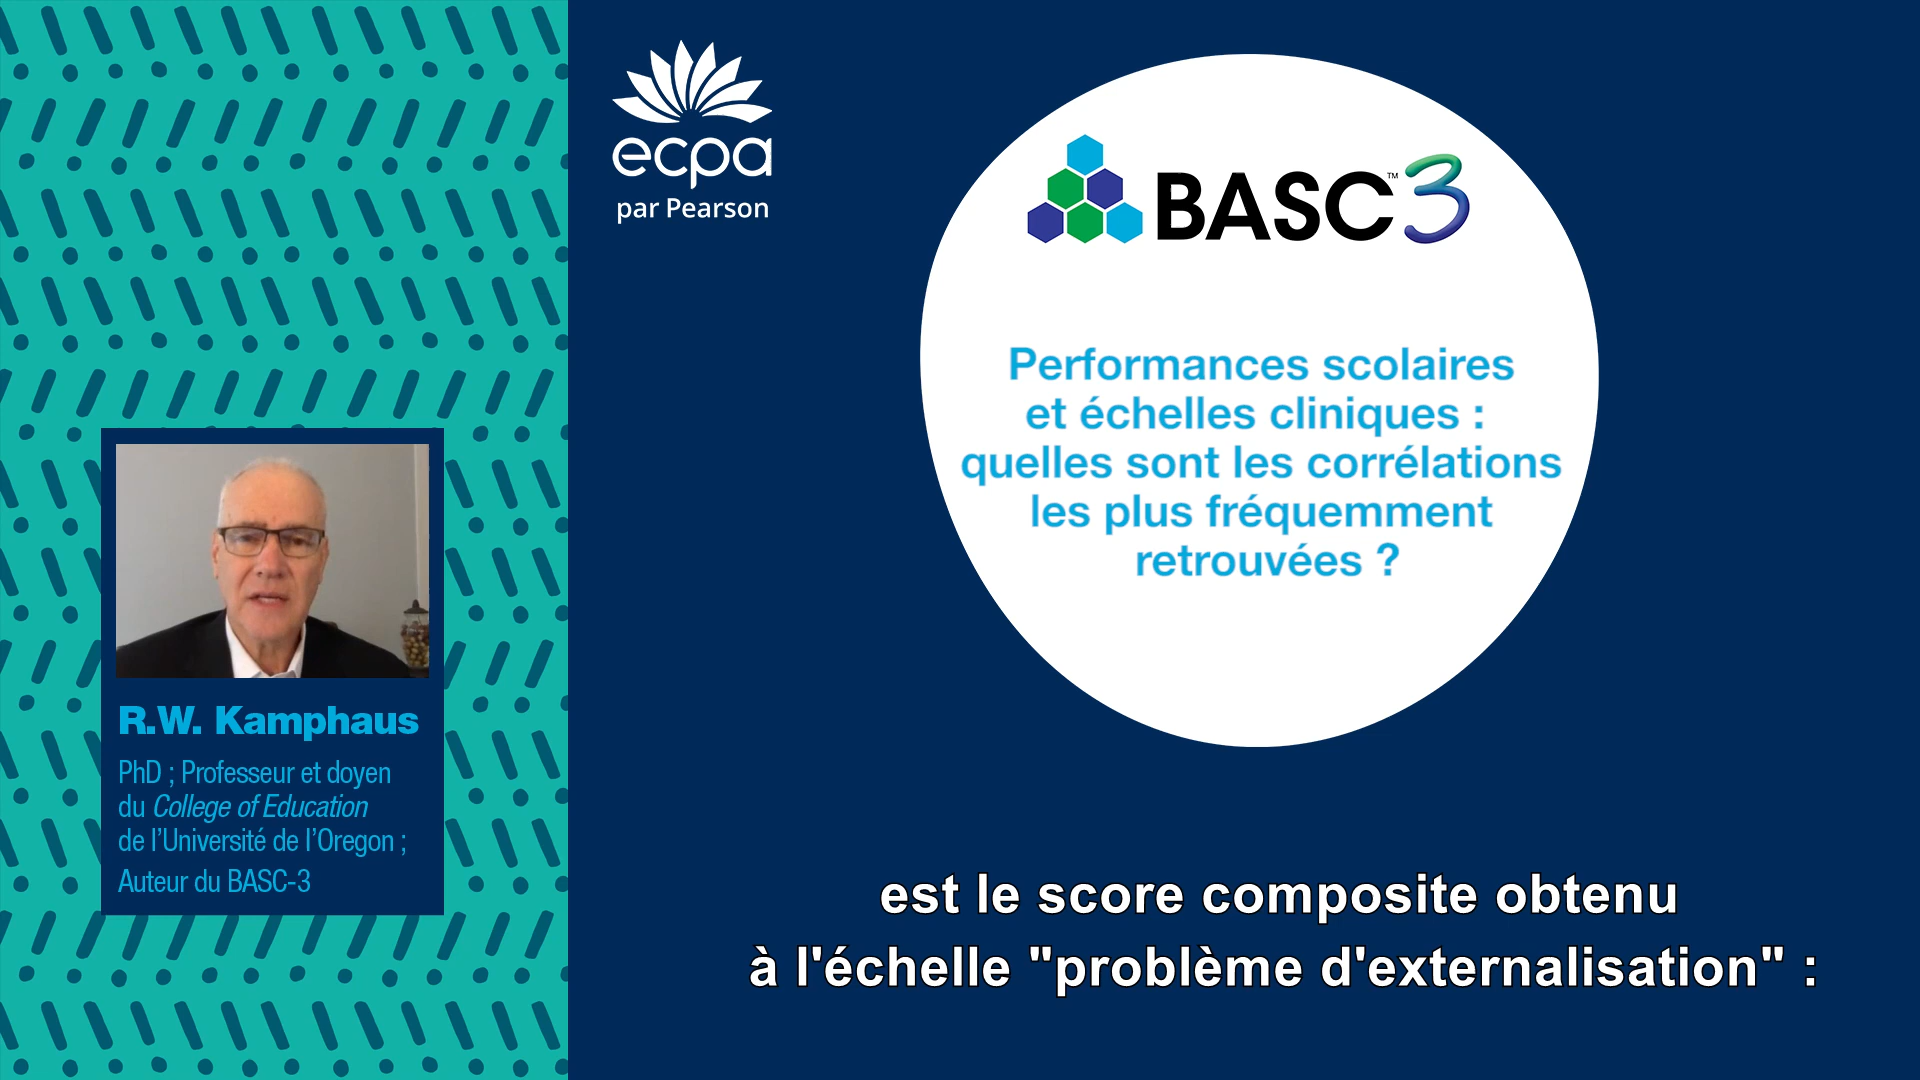 ecpa
par Pearson
BASC™3
Performances scolaires
et échelles cliniques :
quelles sont les corrélations
les plus fréquemment
retrouvées ?
R.W. Kamphaus
PhD ; Professeur et doyen
du College of Education
de l’Université de l’Oregon ;
Auteur du BASC-3
est le score composite obtenu
à l'échelle "problème d'externalisation" :